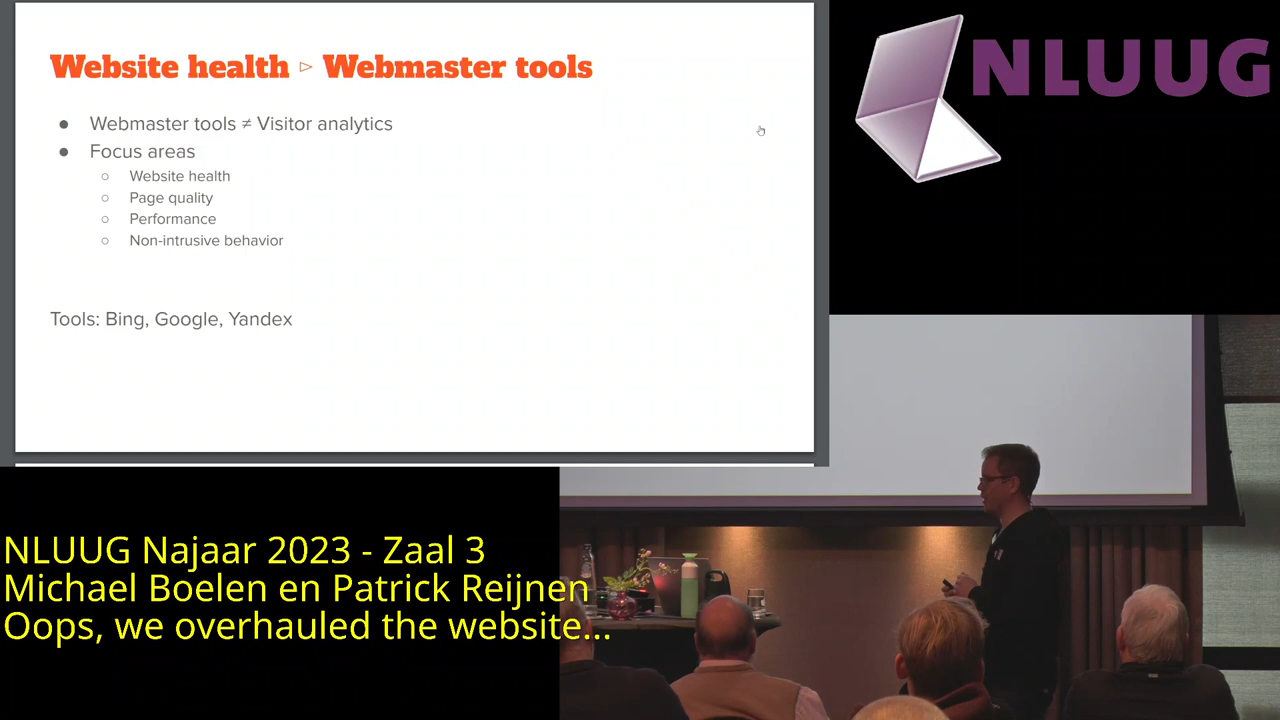 Website health ▷ Webmaster tools
● Webmaster tools ≠ Visitor analytics
● Focus areas
○ Website health
○ Page quality
○ Performance
○ Non-intrusive behavior
Tools: Bing, Google, Yandex
NLUUG
NLUUG Najaar 2023 - Zaal 3
Michael Boelen en Patrick Reijnen
Oops, we overhauled the website...